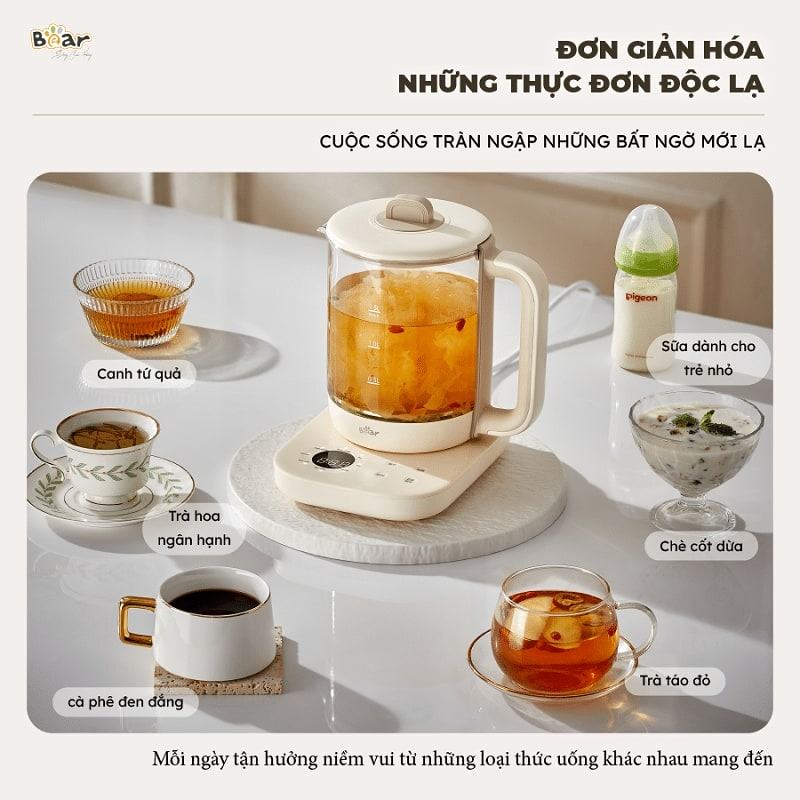 Bear
ĐƠN GIẢN HÓA
NHỮNG THỰC ĐƠN ĐỘC LẠ
CUỘC SỐNG TRÀN NGẬP NHỮNG BẤT NGỜ MỚI LẠ
Canh tứ quả
Pigeon
Sữa dành cho
trẻ nhỏ
Bear
Trà hoa
ngân hạnh
Chè cốt dừa
Trà táo đỏ
cà phê đen đắng
Mỗi ngày tận hưởng niềm vui từ những loại thức uống khác nhau mang đến